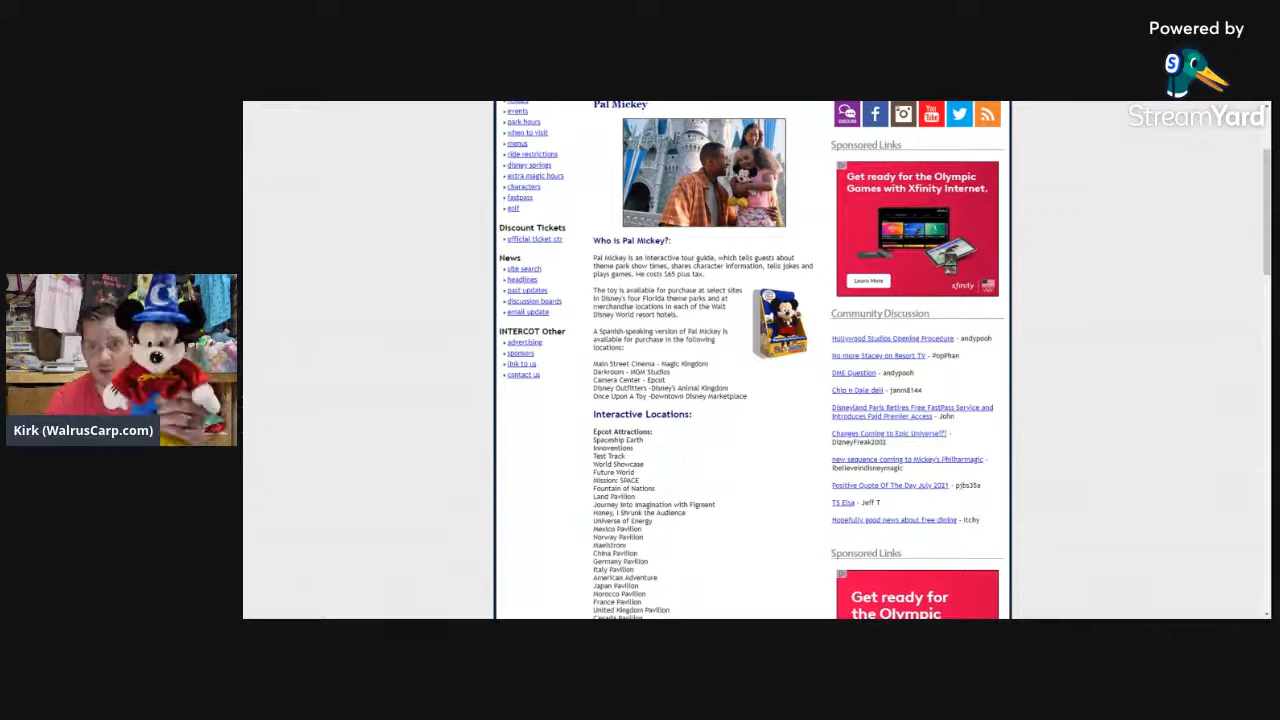 Powered by
S
StreamYard
Kirk (WalrusCarp.com)
events
park hours
when to visit
menus
ride restrictions
disney springs
extra magic hours
characters
fastpass
golf
Discount Tickets
official ticket ctr
News
site search
headlines
past updates
discussion boards
email update
INTERCOT Other
advertising
sponsors
link to us
contact us
Pal Mickey
Who is Pal Mickey?:
Pal Mickey is an interactive tour guide, which tells guests about
theme park show times, shares character information, tells jokes and
plays games. He costs $65 plus tax.
The toy is available for purchase at select sites
in Disney's four Florida theme parks and at
merchandise locations in each of the Walt
Disney World resort hotels.
A Spanish-speaking version of Pal Mickey is
available for purchase in the following
locations:
Main Street Cinema - Magic Kingdom
Darkroom - MGM Studios
Camera Center - Epcot
Disney Outfitters -Disney's Animal Kingdom
Once Upon A Toy -Downtown Disney Marketplace
Interactive Locations:
Epcot Attractions:
Spaceship Earth
Innoventions
Test Track
World Showcase
Future World
Mission: SPACE
Fountain of Nations
Land Pavilion
Journey Into Imagination with Figment
Honey, I Shrunk the Audience
Universe of Energy
Mexico Pavilion
Norway Pavilion
Maelstrom
China Pavilion
Germany Pavilion
Italy Pavilion
American Adventure
Japan Pavilion
Morocco Pavilion
France Pavilion
United Kingdom Pavilion
Canada Pavilion
DISCUSS
You
Tube
Sponsored Links
Get ready for the Olympic
Games with Xfinity Internet.
Learn More
xfinity
Community Discussion
Hollywood Studios Opening Procedure - andypooh
No more Stacey on Resort TV - PopPhan
DME Question - andypooh
Chip n Dale deli - janm8144
Disneyland Paris Retires Free FastPass Service and
Introduces Paid Premier Access - John
Changes Coming to Epic Universe??? -
DizneyFreak2002
new sequence coming to Mickey's Philharmagic -
Ibelieveindisneymagic
Positive Quote Of The Day July 2021 - pjbs35a
TS Elsa - Jeff T
Hopefully good news about free dining - Itchy
Sponsored Links
Get ready for
the Olympic